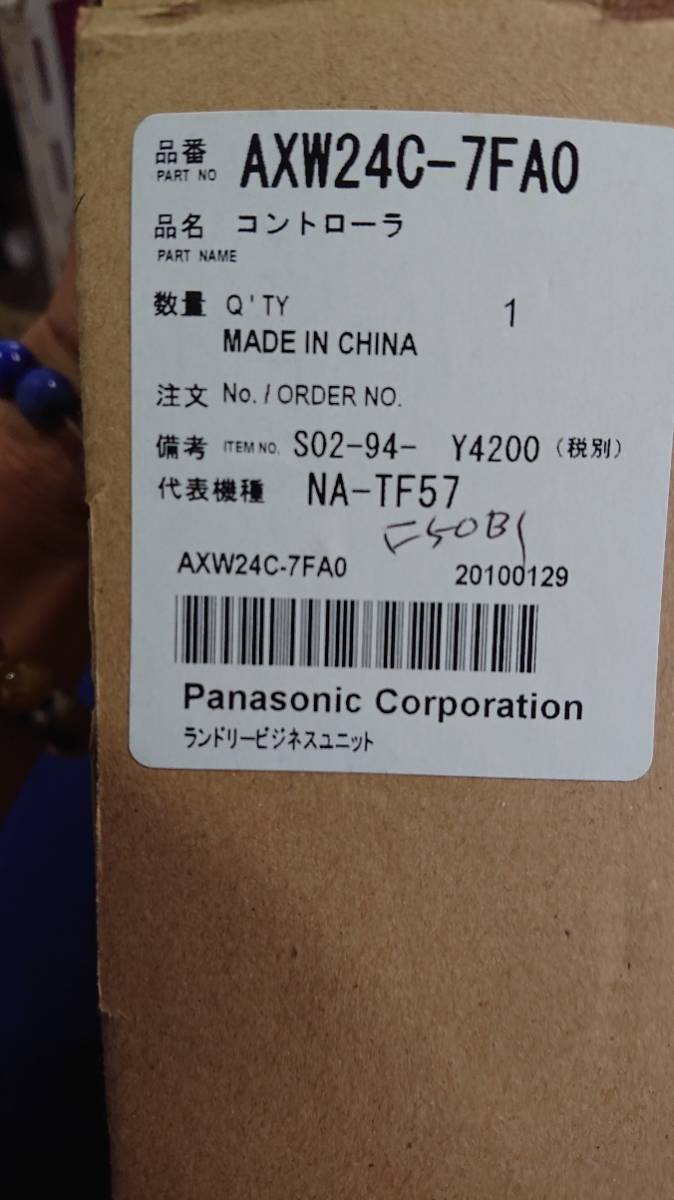 品番 PART NO AXW24C-7FA0
品名 コントローラ
PART NAME
数量 Q'TY 1
MADE IN CHINA
注文 No. / ORDER NO.
備考 ITEM NO. S02-94- Y4200 (税別)
代表機種 NA-TF57
AXW24C-7FA0 20100129
Panasonic Corporation
ランドリービジネスユニット